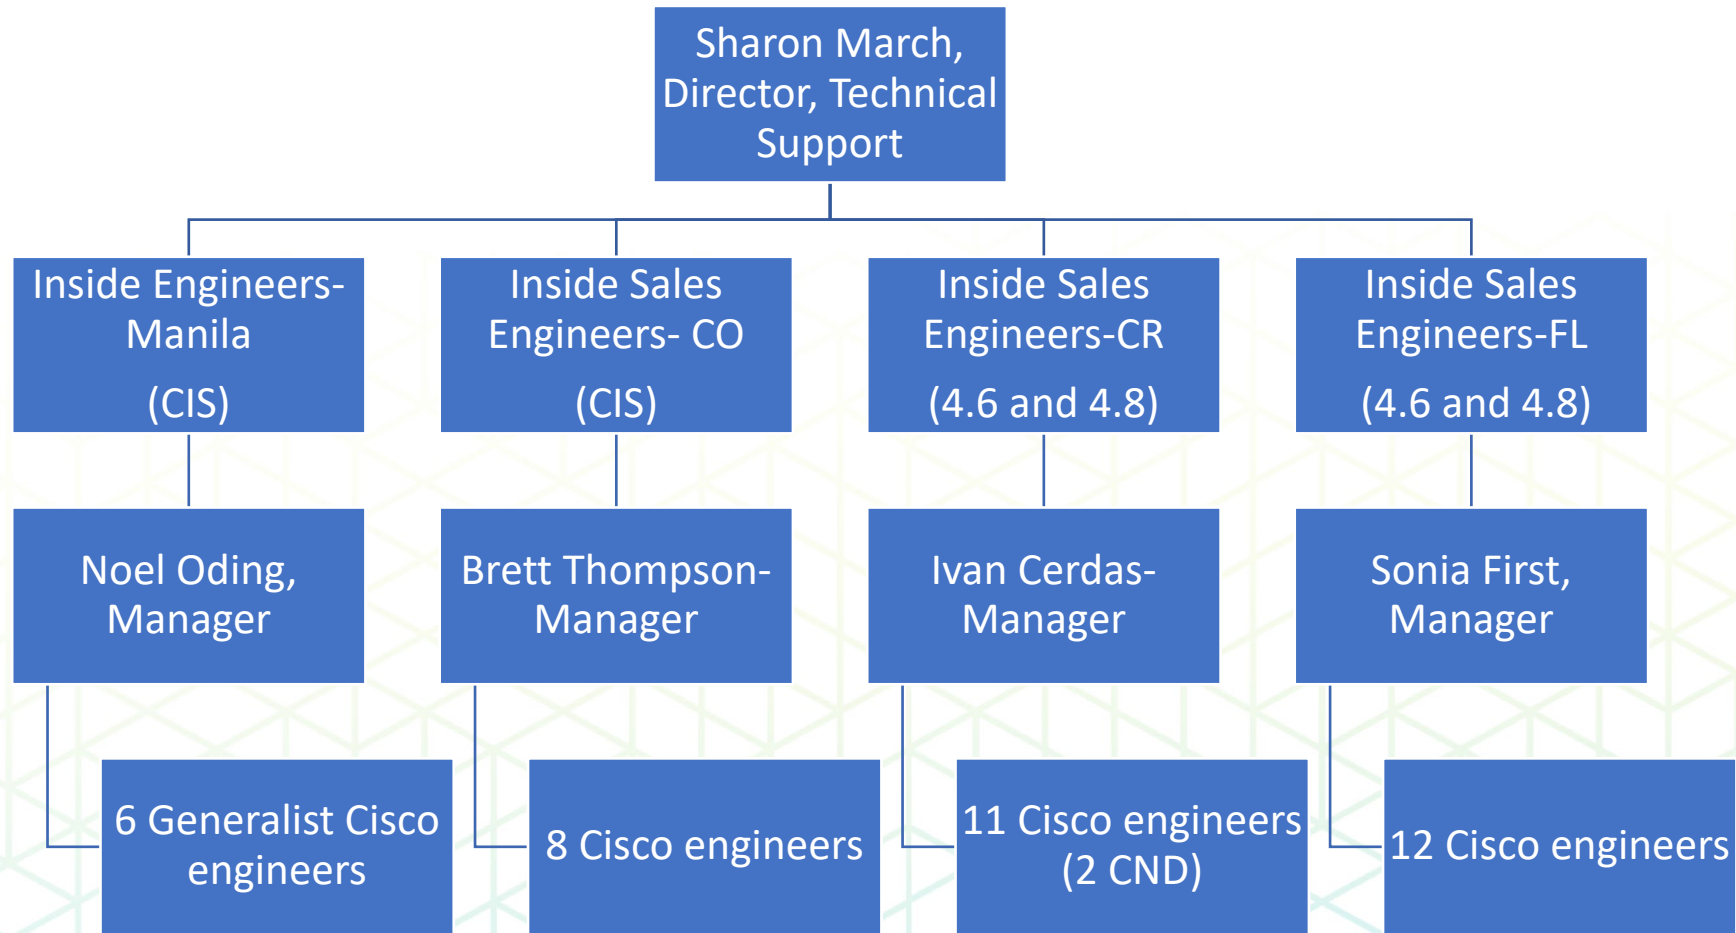 Sharon March,
Director, Technical
Support
Inside Engineers-
Manila
(CIS)
Inside Sales
Engineers- CO
(CIS)
Inside Sales
Engineers-CR
(4.6 and 4.8)
Inside Sales
Engineers-FL
(4.6 and 4.8)
Noel Oding,
Manager
Brett Thompson-
Manager
Ivan Cerdas-
Manager
Sonia First,
Manager
6 Generalist Cisco
engineers
8 Cisco engineers
11 Cisco engineers
(2 CND)
12 Cisco engineers